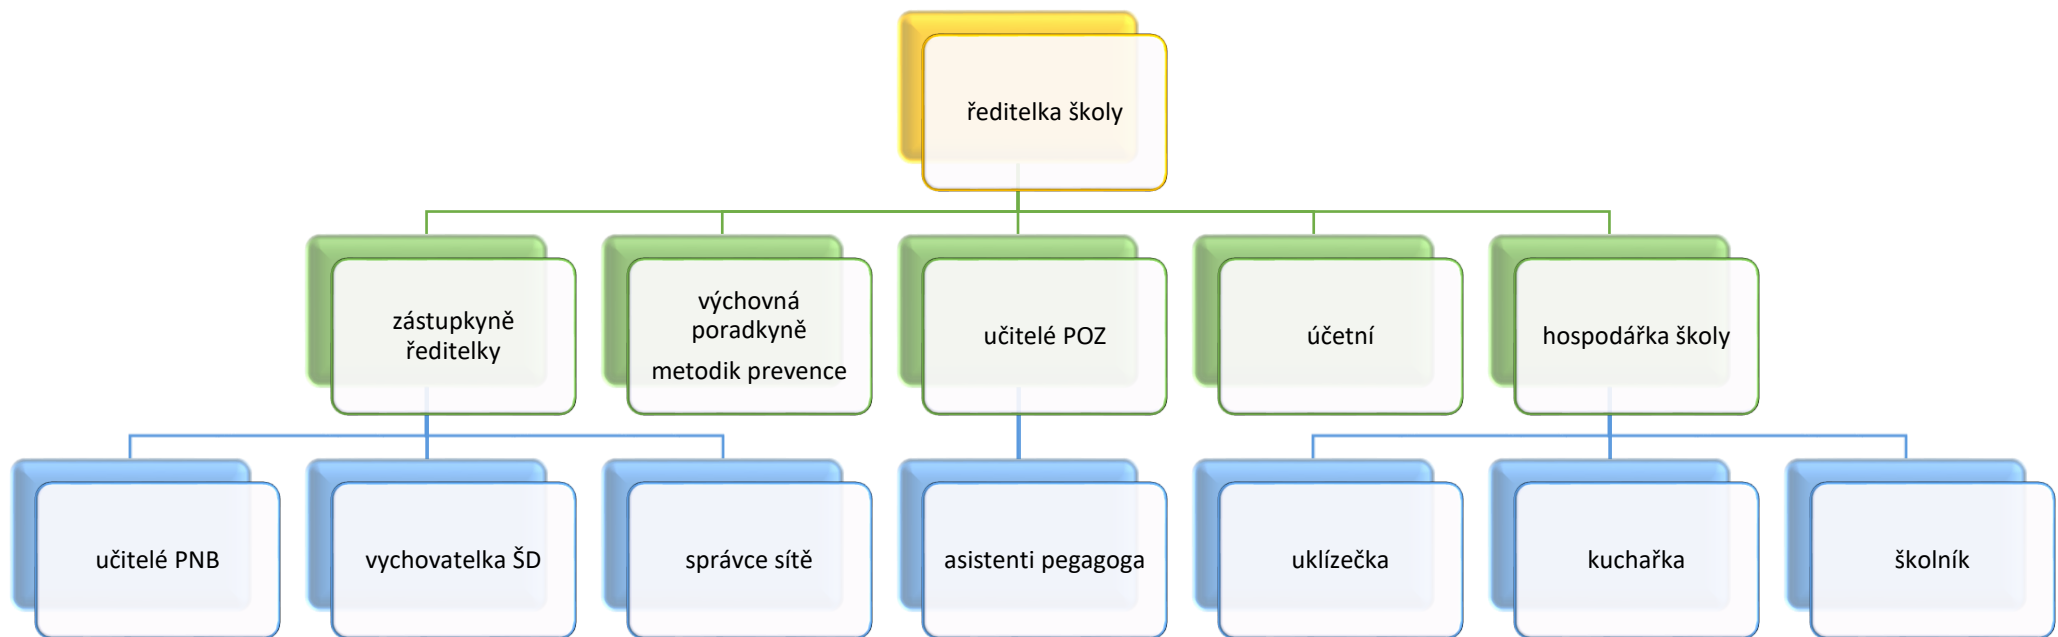 ředitelka školy
zástupkyně
ředitelky
výchovná
poradkyně
metodik prevence
učitelé POZ
účetní
hospodářka školy
učitelé PNB
vychovatelka ŠD
správce sítě
asistenti pegagoga
uklízečka
kuchařka
školník